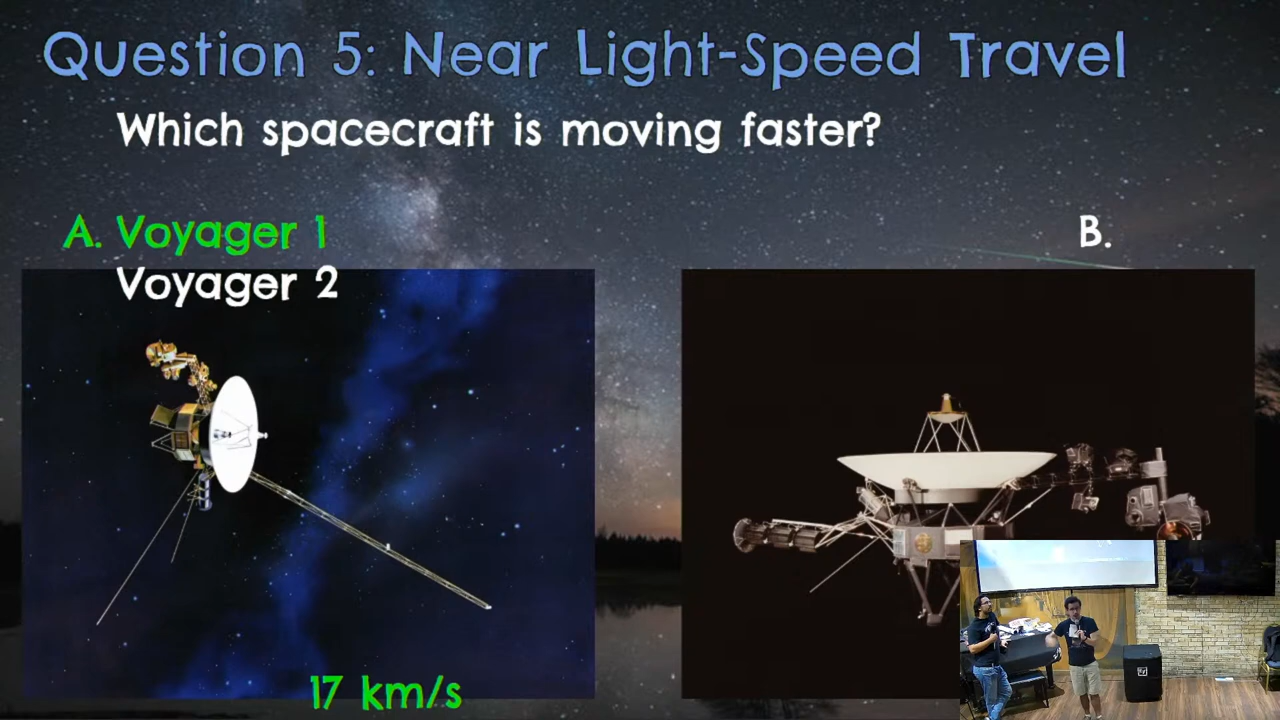 Question 5: Near Light-Speed Travel
Which spacecraft is moving faster?
A. Voyager 1
B.
Voyager 2
17 km/s